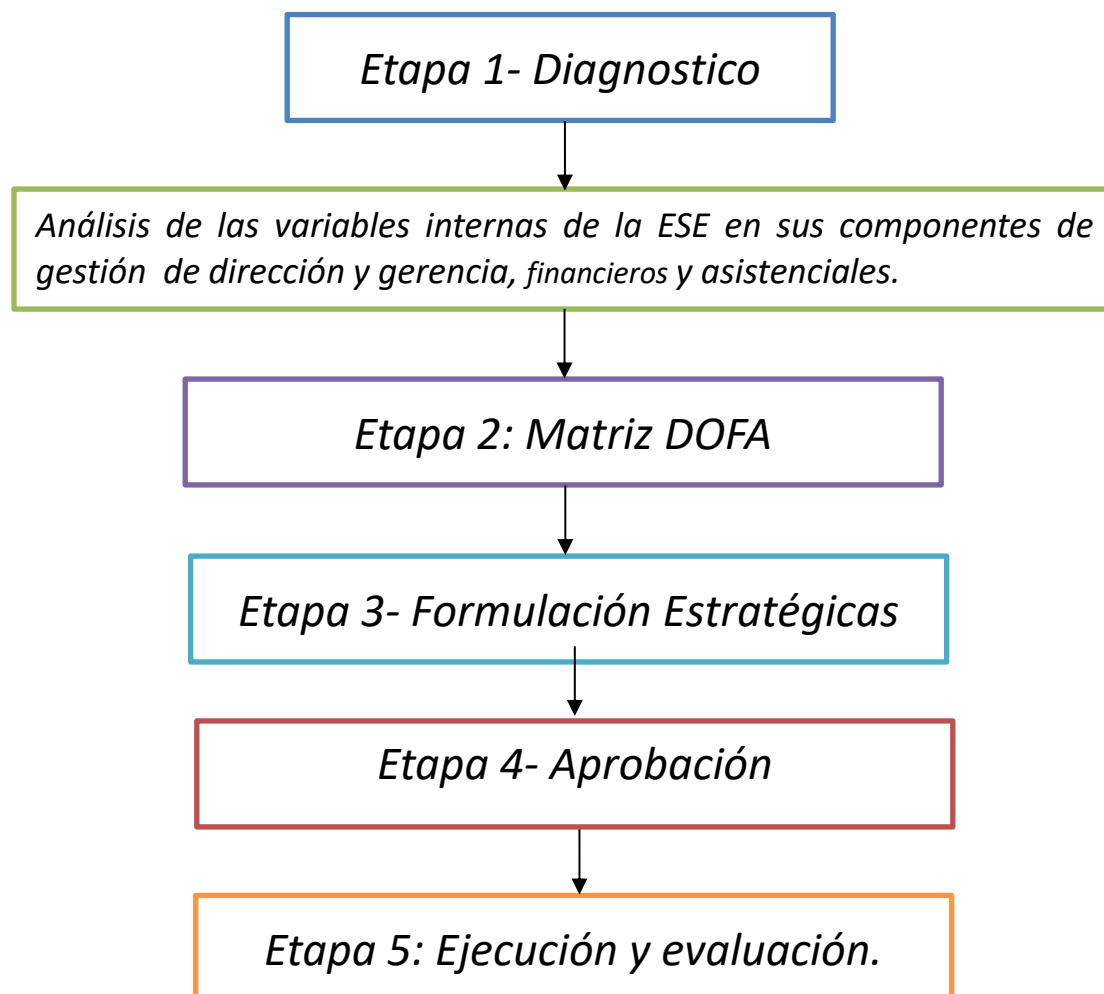 Etapa 1- Diagnostico
Análisis de las variables internas de la ESE en sus componentes de
gestión de dirección y gerencia, financieros y asistenciales.
Etapa 2: Matriz DOFA
Etapa 3- Formulación Estratégicas
Etapa 4- Aprobación
Etapa 5: Ejecución y evaluación.